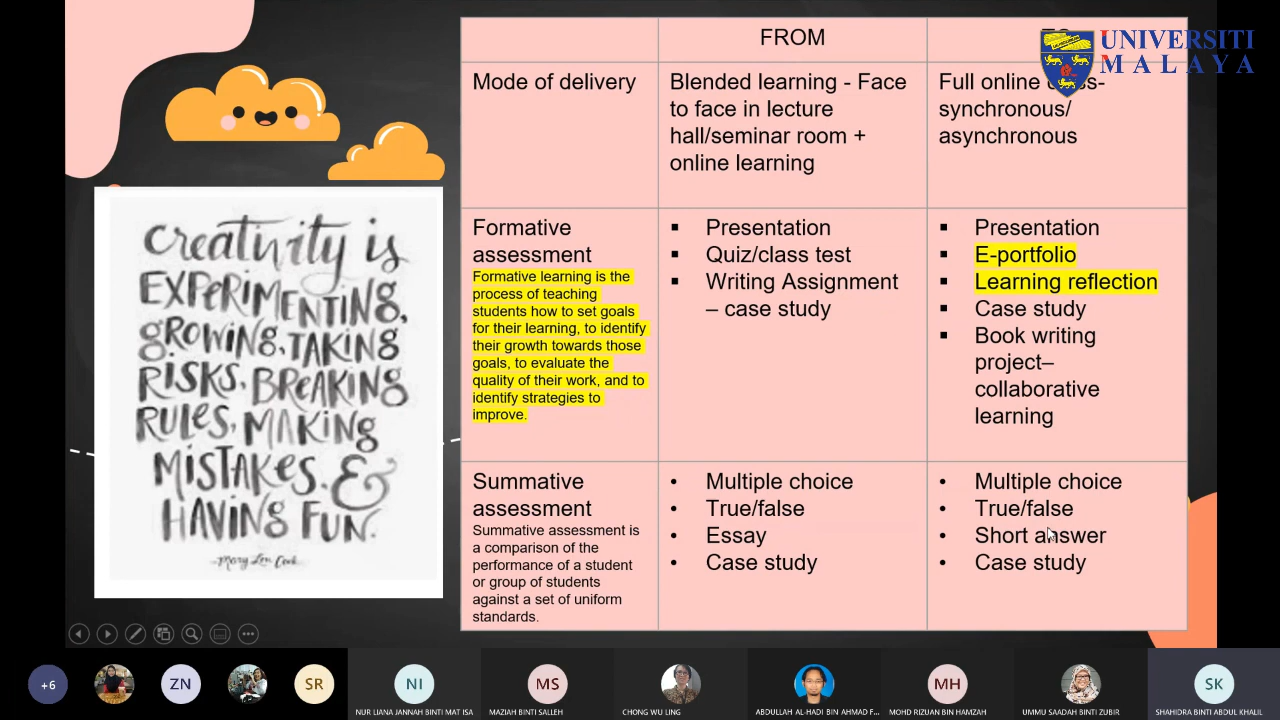 FROM
UNIVERSITI
MALAYA
Mode of delivery
Blended learning - Face
to face in lecture
hall/seminar room +
online learning
Full online
synchronous/
asynchronous
creativity is
EXPERIMENTING,
GROWING, TAKING
RISKS, BREAKING
RULES, MAKING
MISTAKES, &
HAVING FUN.
-Mary Lou Cook
Formative
assessment
Formative learning is the
process of teaching
students how to set goals
for their learning, to identify
their growth towards those
goals, to evaluate the
quality of their work, and to
identify strategies to
improve.
▪ Presentation
▪ Quiz/class test
▪ Writing Assignment
– case study
▪ Presentation
▪ E-portfolio
▪ Learning reflection
▪ Case study
▪ Book writing
project–
collaborative
learning
Summative
assessment
Summative assessment is
a comparison of the
performance of a student
or group of students
against a set of uniform
standards.
• Multiple choice
• True/false
• Essay
• Case study
• Multiple choice
• True/false
• Short answer
• Case study
+6
ZN
SR
NI
NUR LIANA JANNAH BINTI MAT ISA
MS
MAZIAH BINTI SALLEH
CHONG WU LING
ABDULLAH AL-HADI BIN AHMAD F...
MH
MOHD RIZUAN BIN HAMZAH
UMMU SAADAH BINTI ZUBIR
SK
SHAHIDRA BINTI ABDUL KHALIL